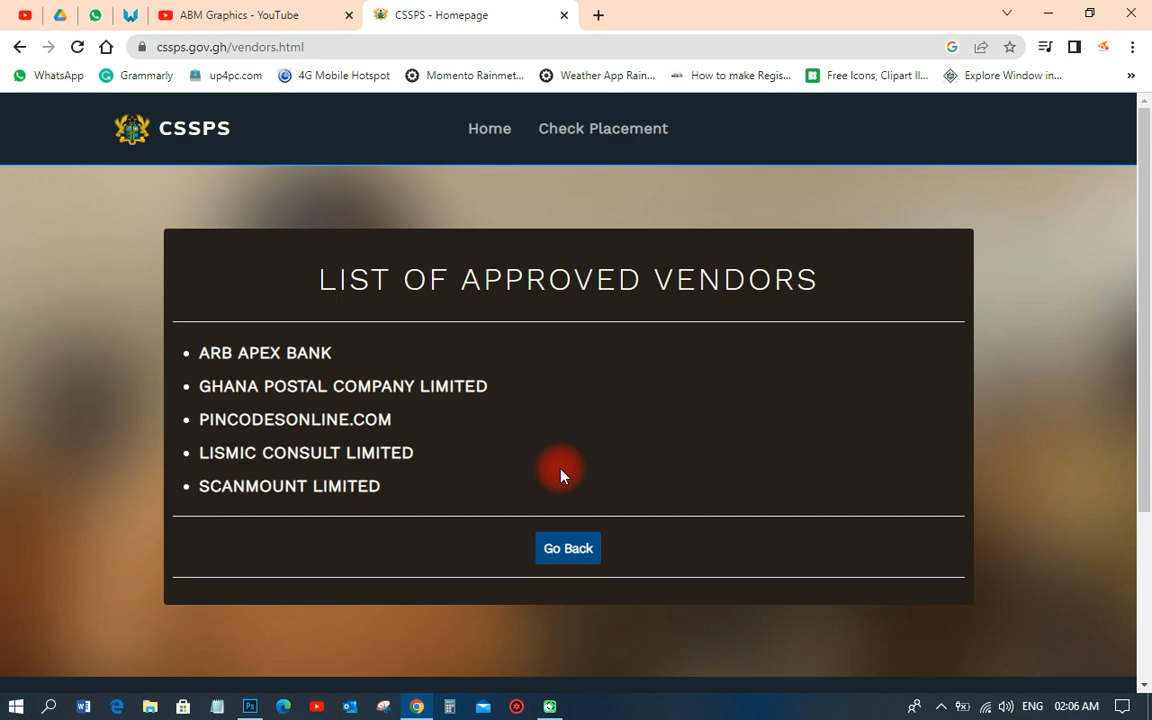 ABM Graphics - YouTube
CSSPS - Homepage
cssps.gov.gh/vendors.html
WhatsApp
Grammarly
up4pc.com
4G Mobile Hotspot
Momento Rainmet...
Weather App Rain...
How to make Regis...
Free Icons, Clipart Il...
Explore Window in...
CSSPS
Home
Check Placement
LIST OF APPROVED VENDORS
ARB APEX BANK
GHANA POSTAL COMPANY LIMITED
PINCODESONLINE.COM
LISMIC CONSULT LIMITED
SCANMOUNT LIMITED
Go Back
ENG
02:06 AM